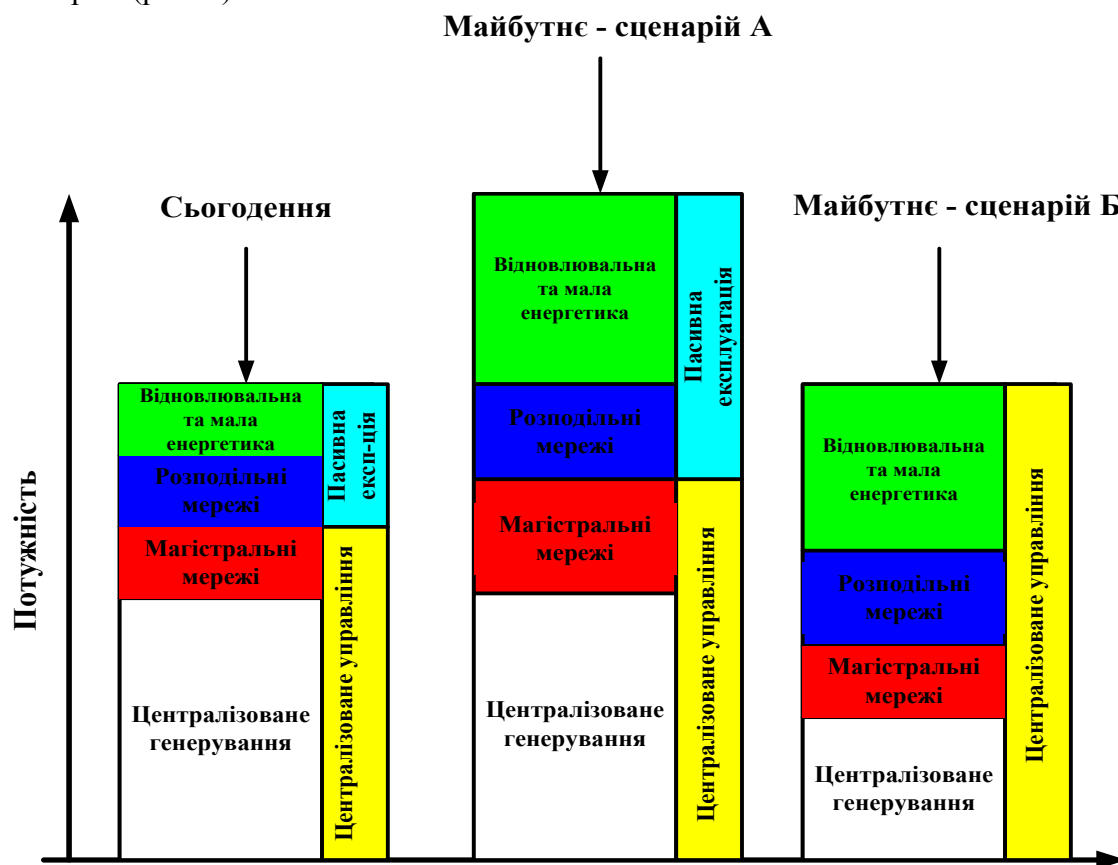 Майбутнє - сценарій А
Сьогодення
Майбутнє - сценарій Б
Потужність
Відновлювальна
та мала
енергетика
Розподільні
мережі
Магістральні
мережі
Централізоване
генерування
Пасивна
експ-ція
Централізоване управління
Відновлювальна
та мала
енергетика
Розподільні
мережі
Магістральні
мережі
Централізоване
генерування
Пасивна
експлуатація
Централізоване управління
Відновлювальна
та мала
енергетика
Розподільні
мережі
Магістральні
мережі
Централізоване
генерування
Централізоване управління